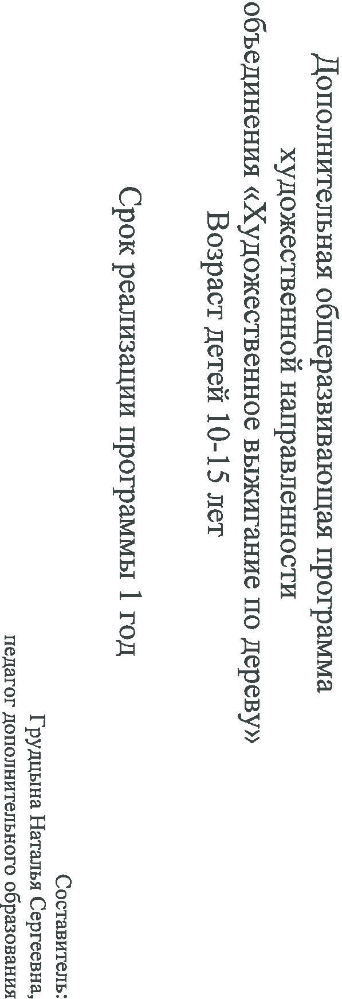 Дополнительная общеразвивающая программа
художественной направленности
объединения «Художественное выжигание по дереву»
Возраст детей 10-15 лет
Срок реализации программы 1 год
Составитель:
Грудцына Наталья Сергеевна,
педагог дополнительного образования